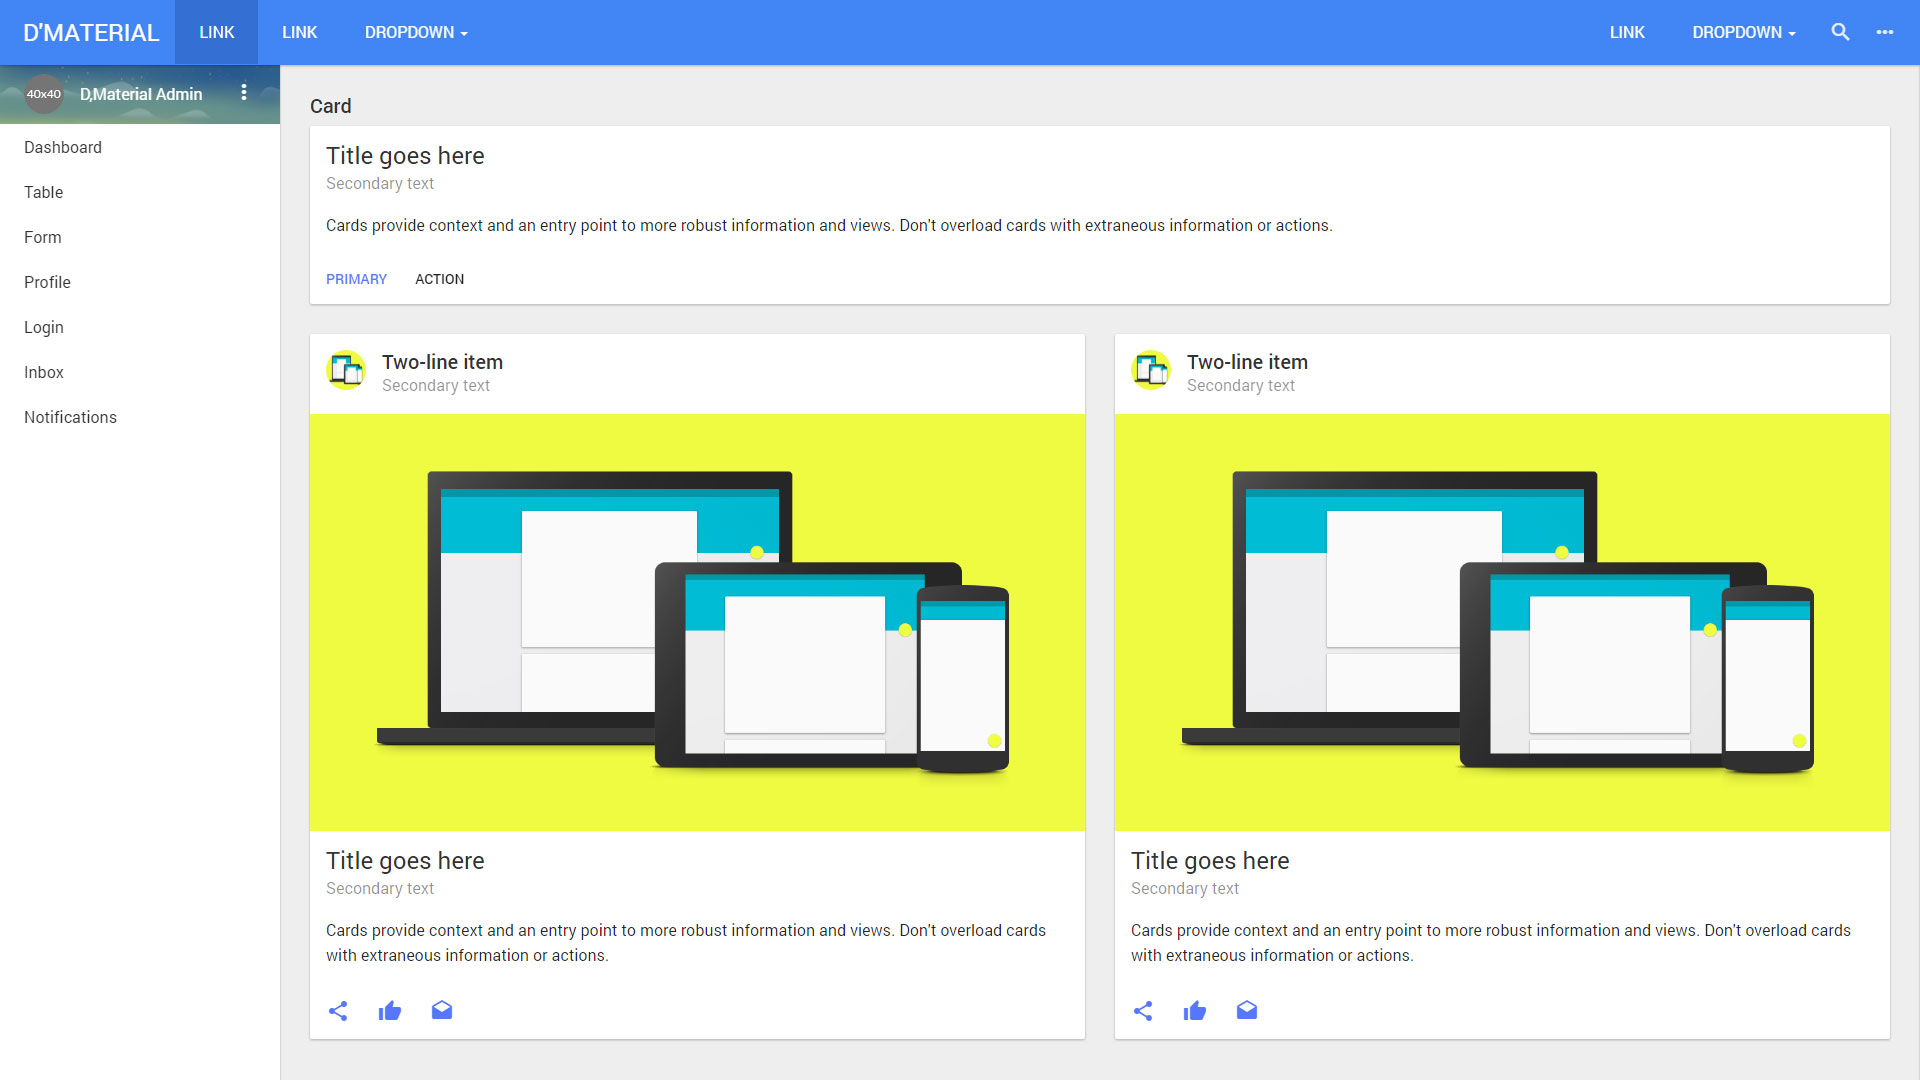 D'MATERIAL LINK LINK DROPDOWN LINK DROPDOWN
40x40 D,Material Admin
Dashboard
Table
Form
Profile
Login
Inbox
Notifications
Card
Title goes here
Secondary text
Cards provide context and an entry point to more robust information and views. Don't overload cards with extraneous information or actions.
PRIMARY ACTION
Two-line item
Secondary text
Title goes here
Secondary text
Cards provide context and an entry point to more robust information and views. Don't overload cards
with extraneous information or actions.
Two-line item
Secondary text
Title goes here
Secondary text
Cards provide context and an entry point to more robust information and views. Don't overload cards
with extraneous information or actions.